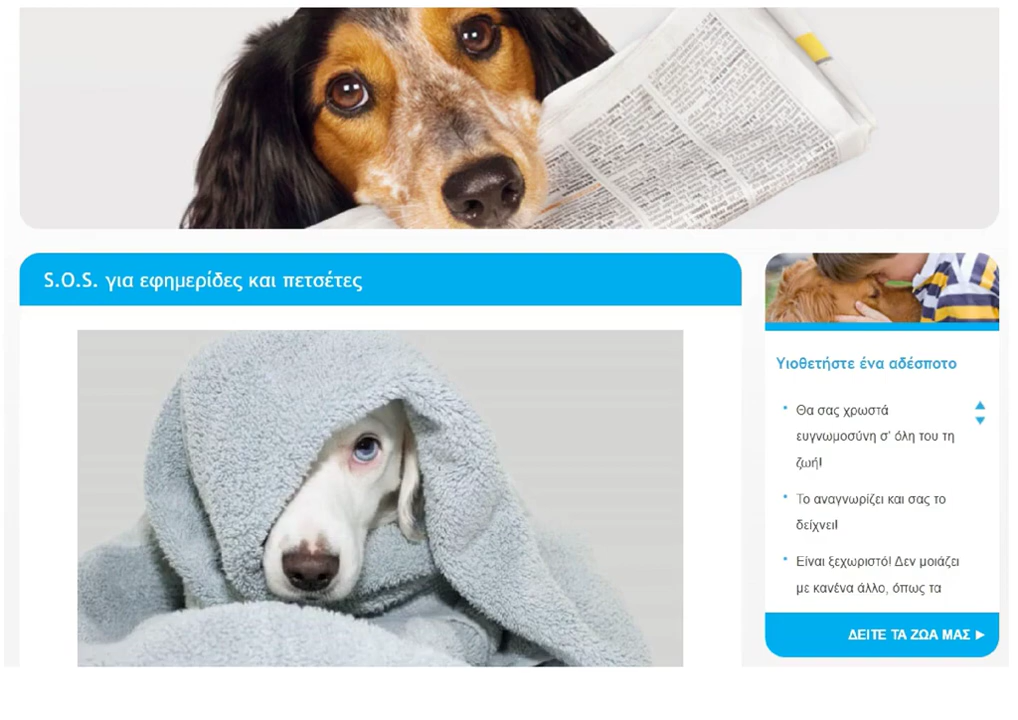 S.O.S. για εφημερίδες και πετσέτες
Υιοθετήστε ένα αδέσποτο
• Θα σας χρωστά
ευγνωμοσύνη σ' όλη του τη
ζωή!
• Το αναγνωρίζει και σας το
δείχνει!
• Είναι ξεχωριστό! Δεν μοιάζει
με κανένα άλλο, όπως τα
ΔΕΙΤΕ ΤΑ ΖΩΑ ΜΑΣ ►